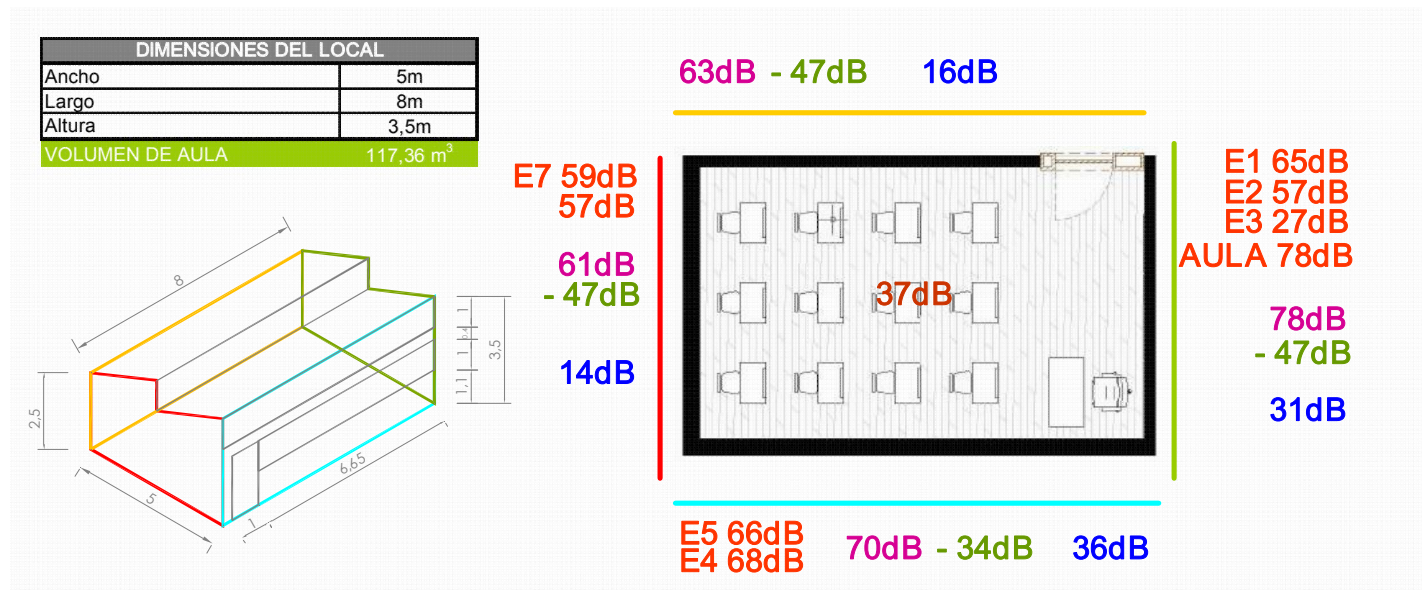 DIMENSIONES DEL LOCAL
Ancho 5m
Largo 8m
Altura 3,5m
VOLUMEN DE AULA 117,36 m³
63dB - 47dB 16dB
E7 59dB
57dB
61dB
- 47dB
14dB
37dB
E1 65dB
E2 57dB
E3 27dB
AULA 78dB
78dB
- 47dB
31dB
E5 66dB
E4 68dB
70dB - 34dB 36dB
8
2,5
5
1
6,65
1
1
1,1
3,5